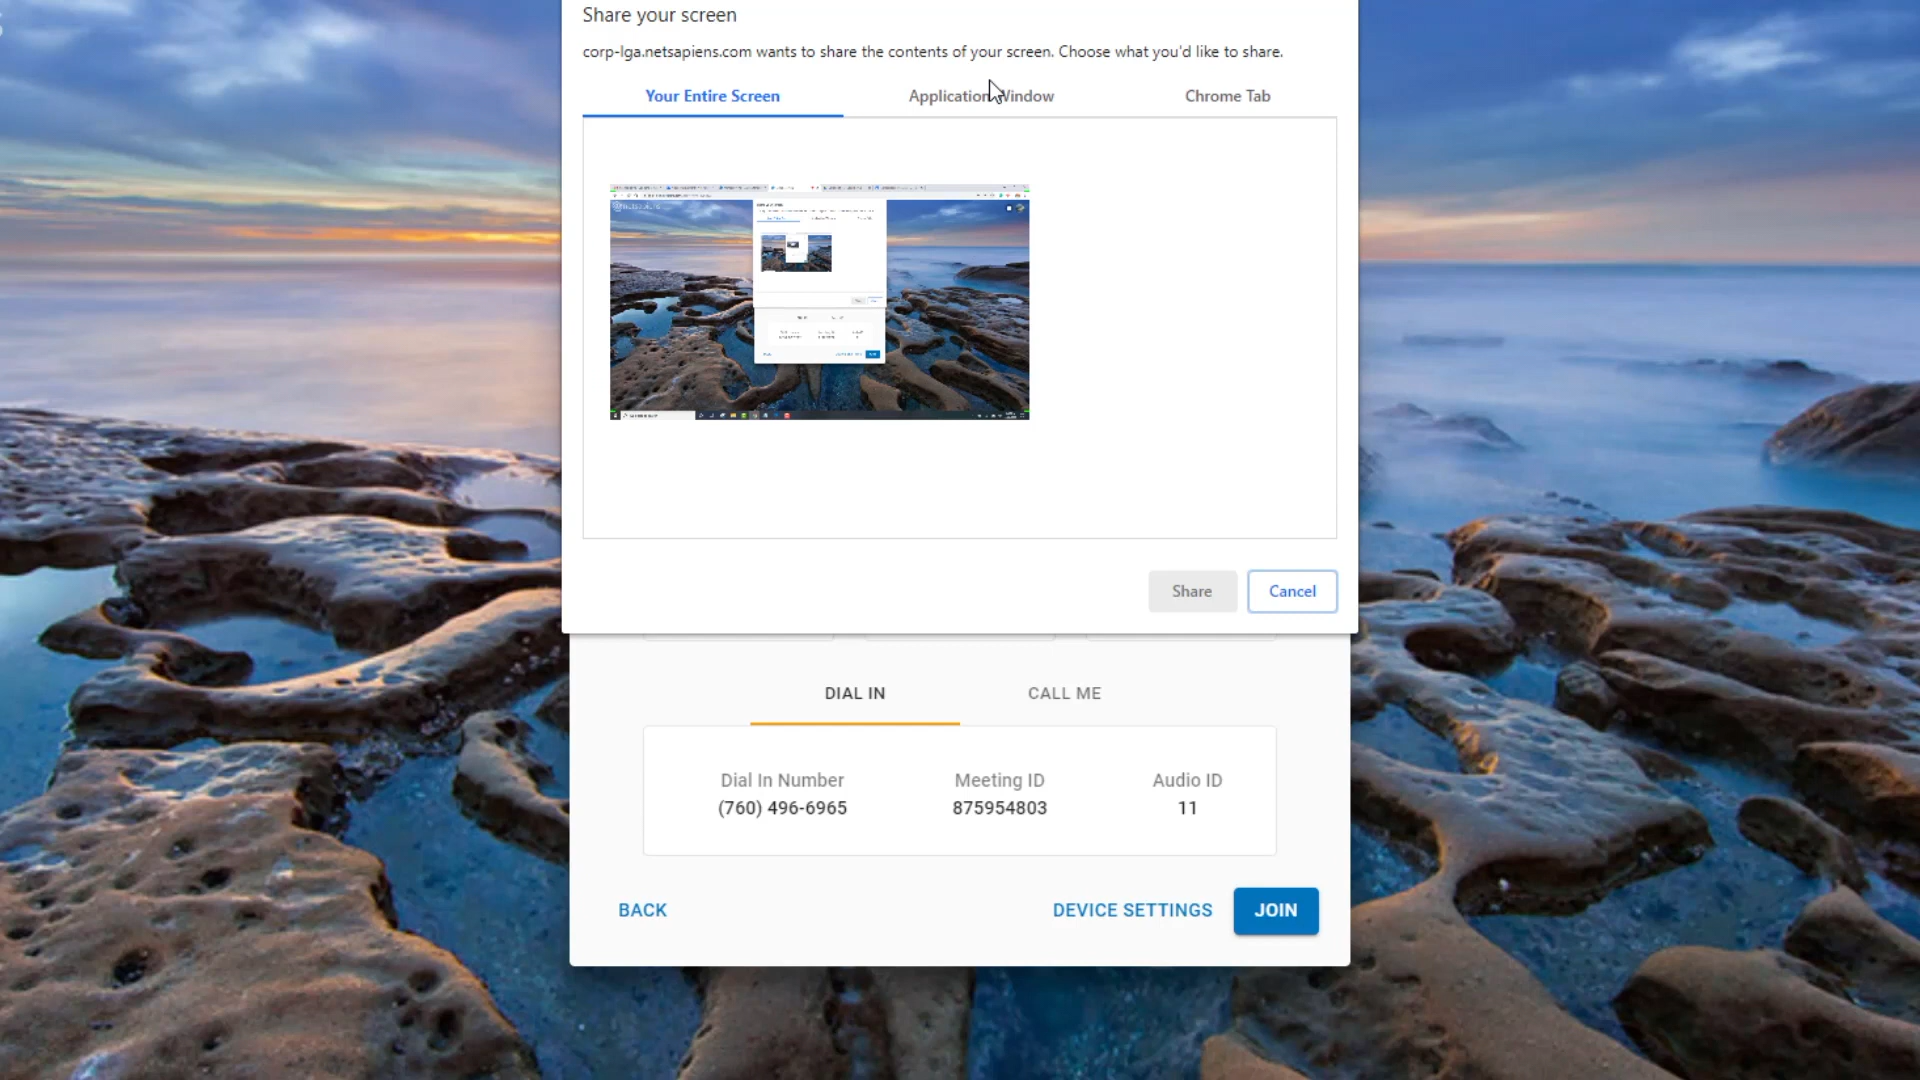 Share your screen
corp-lga.netsapiens.com wants to share the contents of your screen. Choose what you'd like to share.
Your Entire Screen Application Window Chrome Tab
netsapiens
Share Cancel
DIAL IN CALL ME
Dial In Number Meeting ID Audio ID
(760) 496-6965 875954803 11
BACK DEVICE SETTINGS JOIN